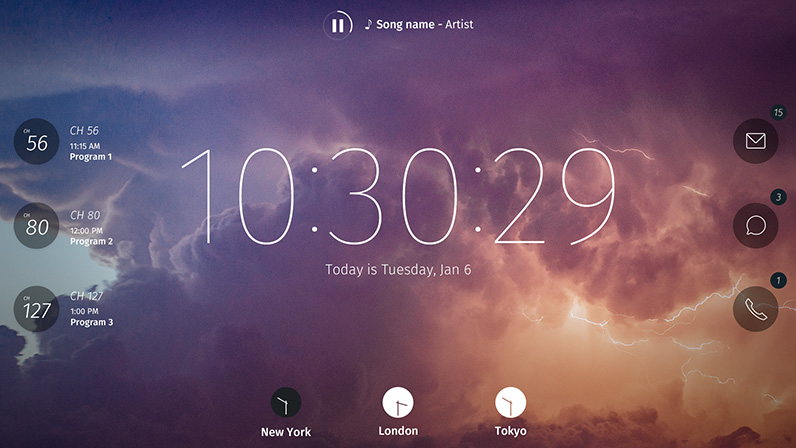 ♪ Song name - Artist
CH 56
CH 56
11:15 AM
Program 1
CH 80
CH 80
12:00 PM
Program 2
CH 127
CH 127
1:00 PM
Program 3
10:30:29
Today is Tuesday, Jan 6
15
3
1
New York
London
Tokyo